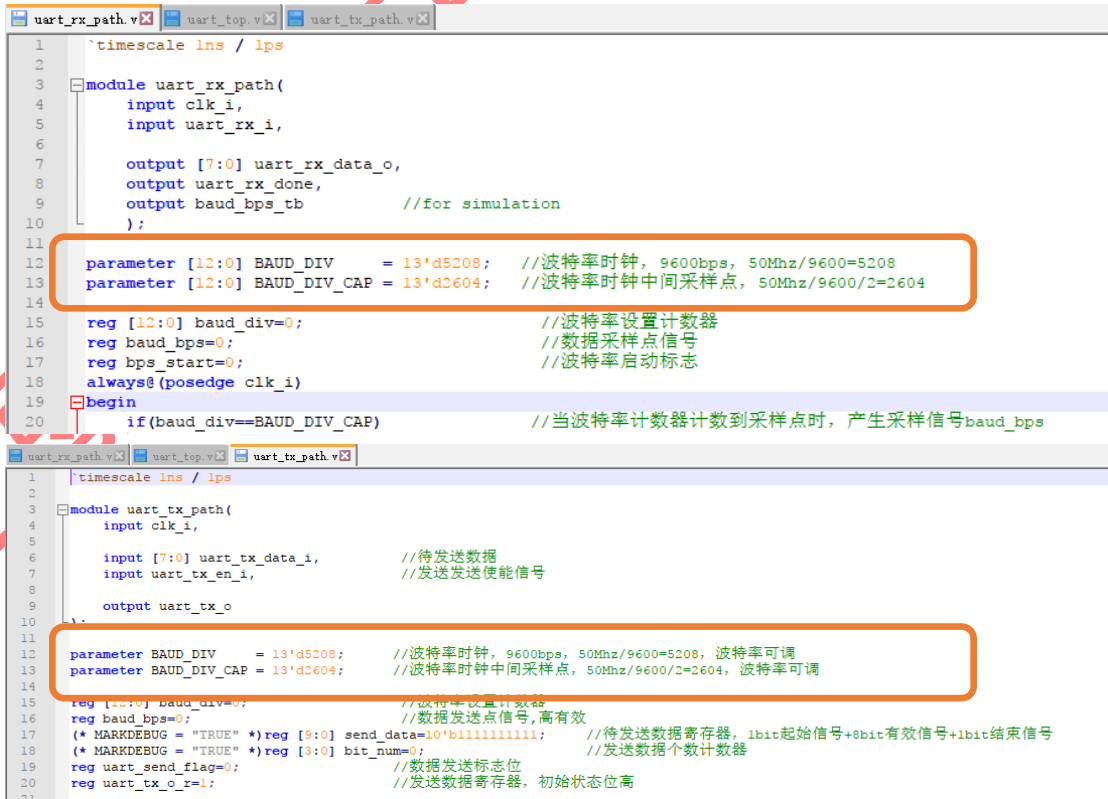 uart_rx_path.v uart_top.v uart_tx_path.v
1 `timescale 1ns / 1ps
2
3 module uart_rx_path(
4 input clk_i,
5 input uart_rx_i,
6
7 output [7:0] uart_rx_data_o,
8 output uart_rx_done,
9 output baud_bps_tb //for simulation
10 );
11
12 parameter [12:0] BAUD_DIV = 13'd5208; //波特率时钟，9600bps，50Mhz/9600=5208
13 parameter [12:0] BAUD_DIV_CAP = 13'd2604; //波特率时钟中间采样点，50Mhz/9600/2=2604
14
15 reg [12:0] baud_div=0; //波特率设置计数器
16 reg baud_bps=0; //数据采样点信号
17 reg bps_start=0; //波特率启动标志
18 always@(posedge clk_i)
19 begin
20 if(baud_div==BAUD_DIV_CAP) //当波特率计数器计数到采样点时，产生采样信号baud_bps
uart_rx_path.v uart_top.v uart_tx_path.v
1 `timescale 1ns / 1ps
2
3 module uart_tx_path(
4 input clk_i,
5
6 input [7:0] uart_tx_data_i, //待发送数据
7 input uart_tx_en_i, //发送发送使能信号
8
9 output uart_tx_o
10 );
11
12 parameter BAUD_DIV = 13'd5208; //波特率时钟，9600bps，50Mhz/9600=5208，波特率可调
13 parameter BAUD_DIV_CAP = 13'd2604; //波特率时钟中间采样点，50Mhz/9600/2=2604，波特率可调
14
15 reg [12:0] baud_div=0; //波特率设置计数器
16 reg baud_bps=0; //数据发送点信号,高有效
17 (* MARKDEBUG = "TRUE" *)reg [9:0] send_data=10'b1111111111; //待发送数据寄存器，1bit起始信号+8bit有效信号+1bit结束信号
18 (* MARKDEBUG = "TRUE" *)reg [3:0] bit_num=0; //发送数据个数计数器
19 reg uart_send_flag=0; //数据发送标志位
20 reg uart_tx_o_r=1; //发送数据寄存器，初始状态位高
21